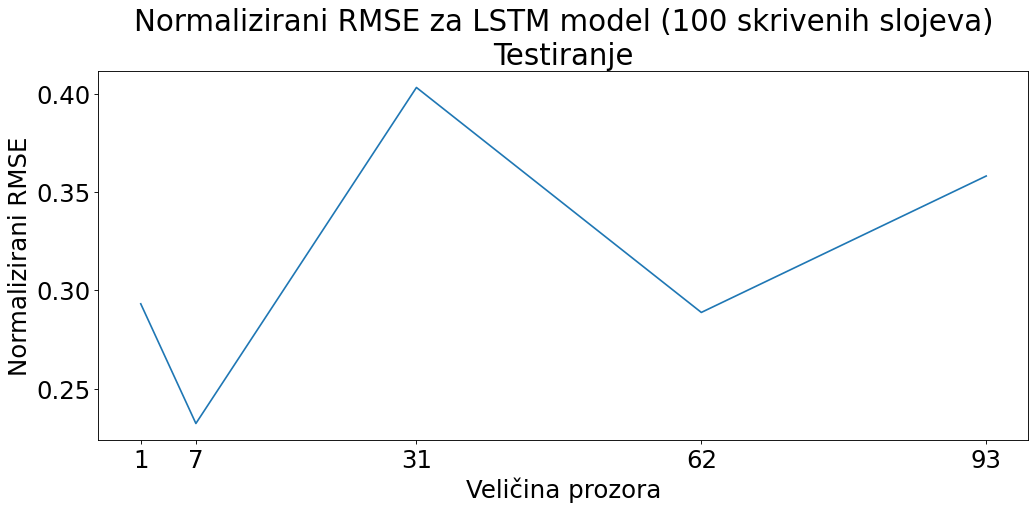 Normalizirani RMSE za LSTM model (100 skrivenih slojeva)
Testiranje
Normalizirani RMSE
0.40
0.35
0.30
0.25
1 7 31 62 93
Veličina prozora